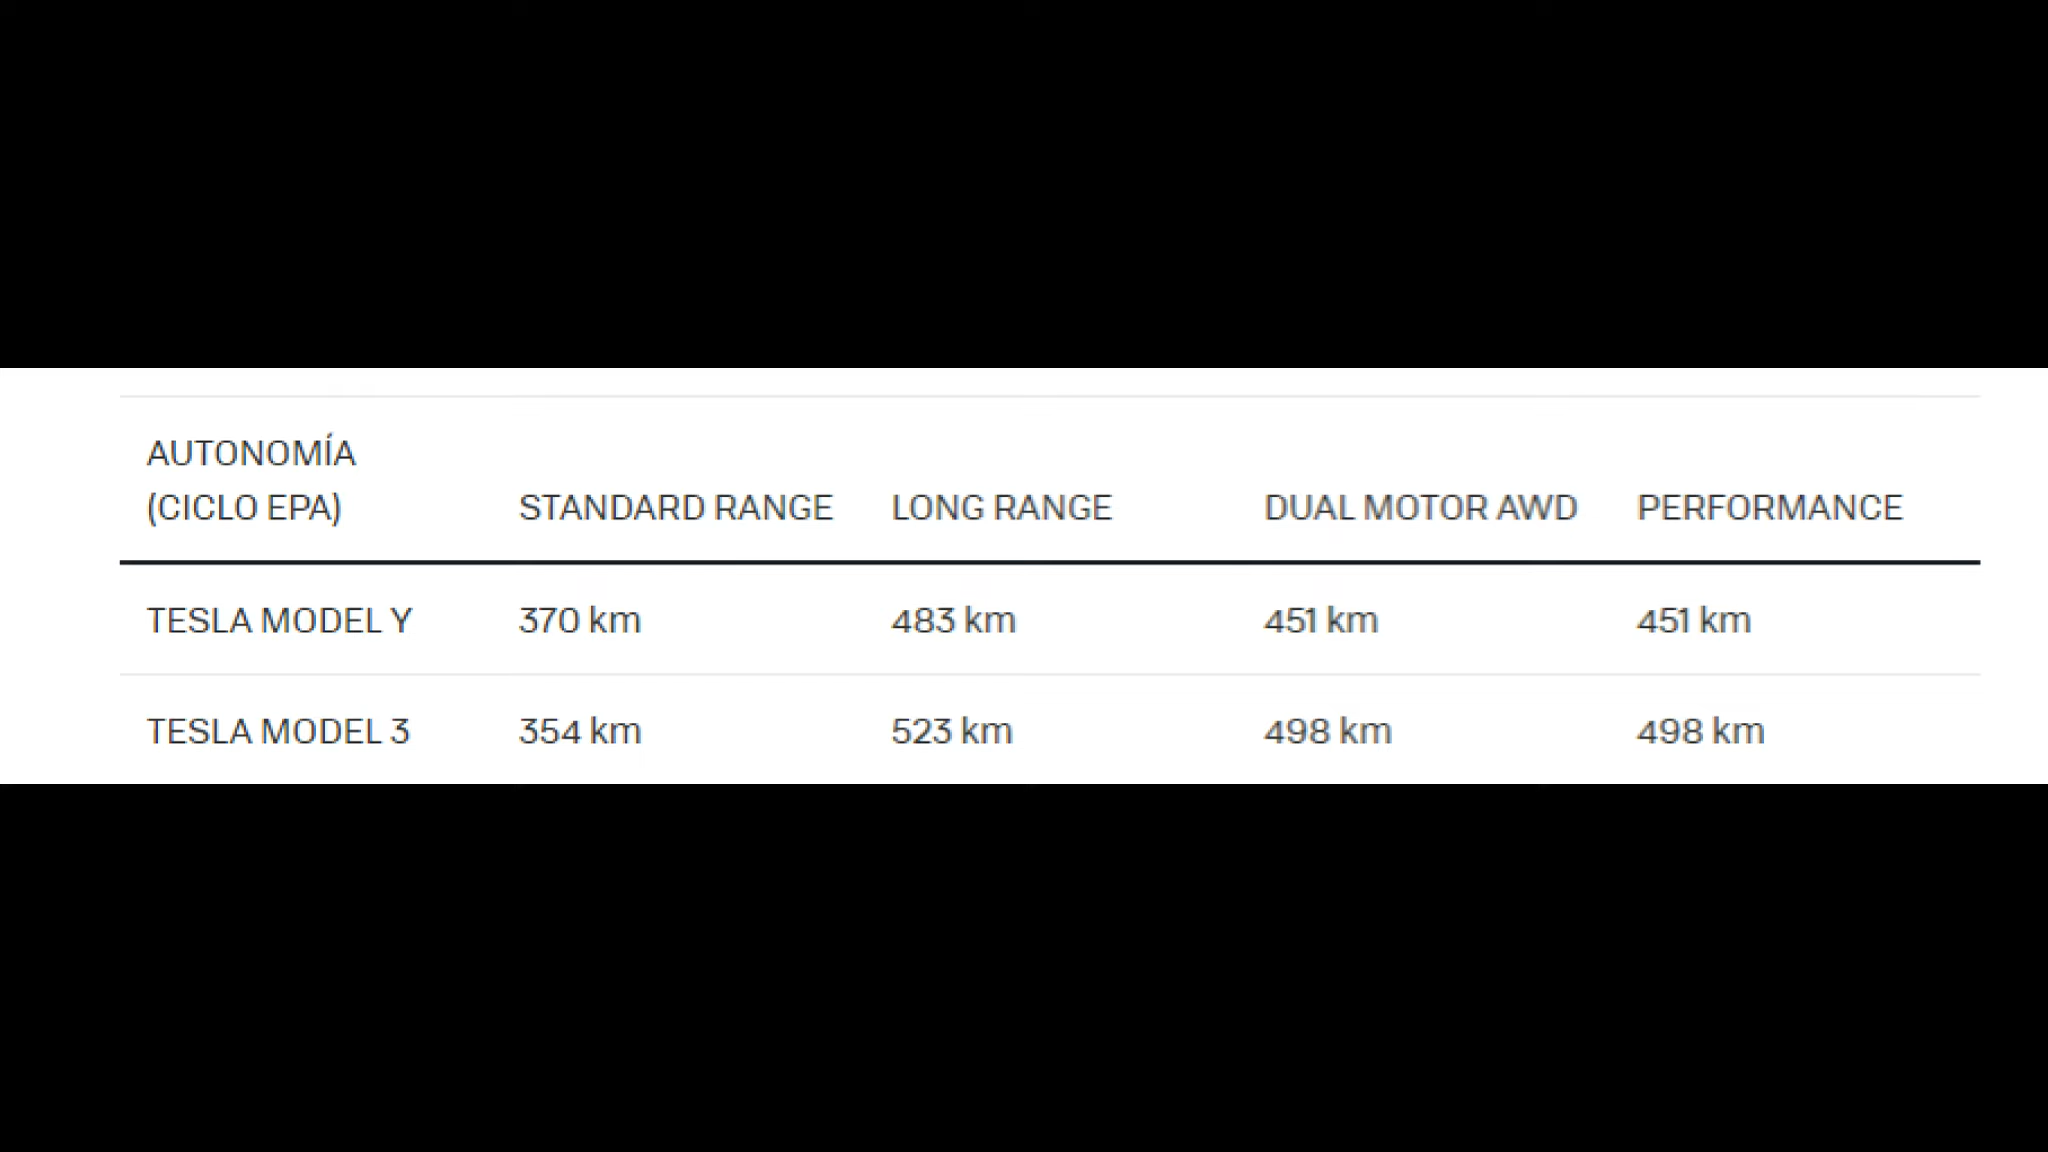 AUTONOMÍA
(CICLO EPA) STANDARD RANGE LONG RANGE DUAL MOTOR AWD PERFORMANCE
TESLA MODEL Y 370 km 483 km 451 km 451 km
TESLA MODEL 3 354 km 523 km 498 km 498 km